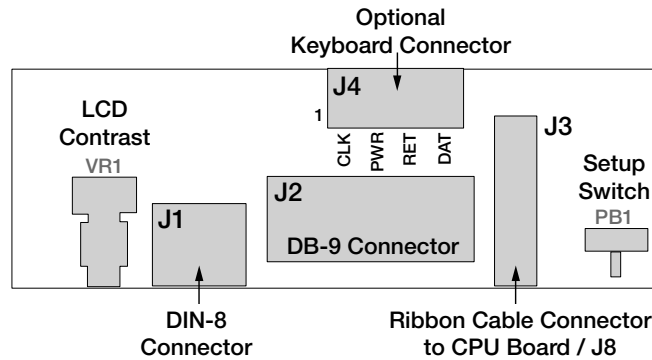 Optional
Keyboard Connector
J4
1
CLK
PWR
RET
DAT
LCD
Contrast
VR1
J3
Setup
Switch
PB1
J1
J2
DB-9 Connector
DIN-8
Connector
Ribbon Cable Connector
to CPU Board / J8